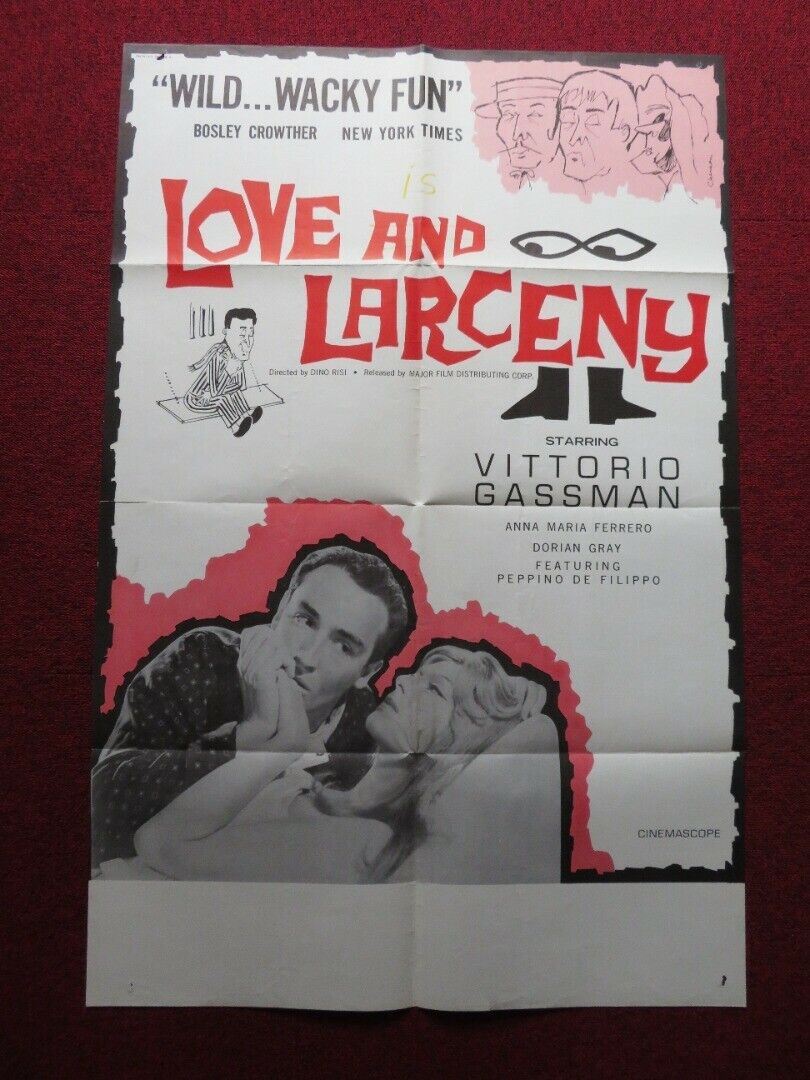 "WILD...WACKY FUN"
BOSLEY CROWTHER NEW YORK TIMES
is
LOVE AND
LARCENY
Directed by DINO RISI • Released by MAJOR FILM DISTRIBUTING CORP.
STARRING
VITTORIO
GASSMAN
ANNA MARIA FERRERO
DORIAN GRAY
FEATURING
PEPPINO DE FILIPPO
CINEMASCOPE